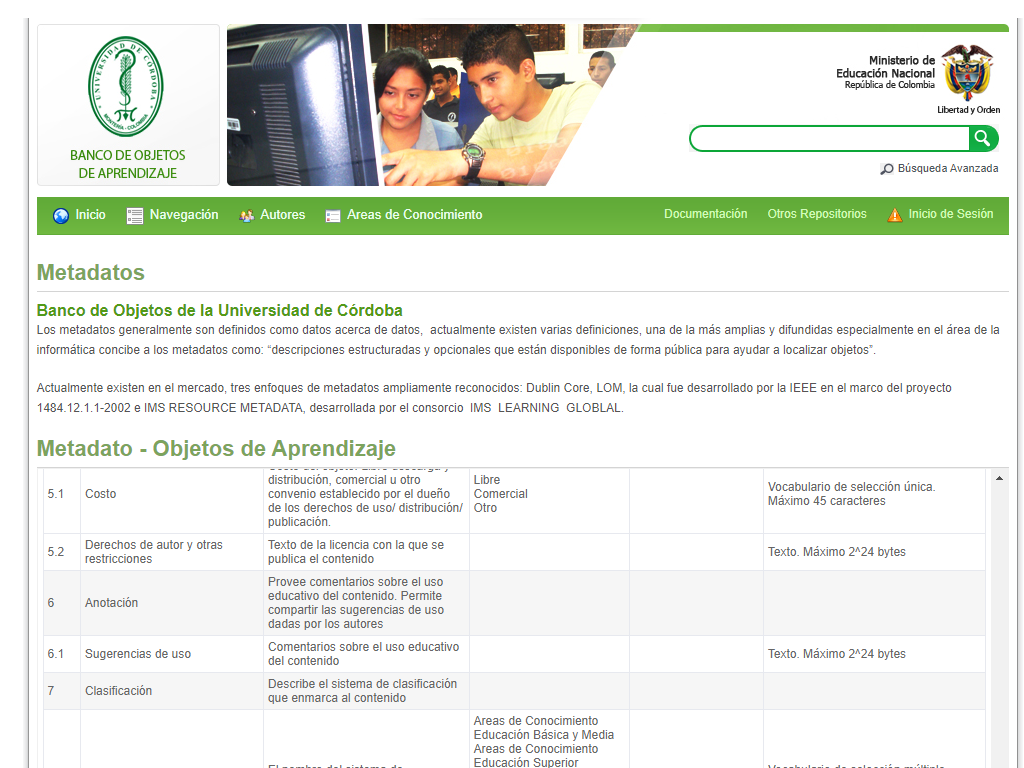 UNIVERSIDAD DE CÓRDOBA
MONTERÍA - COLOMBIA
BANCO DE OBJETOS
DE APRENDIZAJE
Ministerio de
Educación Nacional
República de Colombia
Libertad y Orden
Búsqueda Avanzada
Inicio
Navegación
Autores
Areas de Conocimiento
Documentación
Otros Repositorios
Inicio de Sesión
Metadatos
Banco de Objetos de la Universidad de Córdoba
Los metadatos generalmente son definidos como datos acerca de datos,  actualmente existen varias definiciones, una de la más amplias y difundidas especialmente en el área de la
informática concibe a los metadatos como: “descripciones estructuradas y opcionales que están disponibles de forma pública para ayudar a localizar objetos”.
Actualmente existen en el mercado, tres enfoques de metadatos ampliamente reconocidos: Dublin Core, LOM, la cual fue desarrollado por la IEEE en el marco del proyecto
1484.12.1.1-2002 e IMS RESOURCE METADATA, desarrollada por el consorcio  IMS  LEARNING  GLOBLAL.
Metadato - Objetos de Aprendizaje
5.1
Costo
Costo del objeto: Libre descarga y
distribución, comercial u otro
convenio establecido por el dueño
de los derechos de uso/ distribución/
publicación.
Libre
Comercial
Otro
Vocabulario de selección única.
Máximo 45 caracteres
5.2
Derechos de autor y otras
restricciones
Texto de la licencia con la que se
publica el contenido
Texto. Máximo 2^24 bytes
6
Anotación
Provee comentarios sobre el uso
educativo del contenido. Permite
compartir las sugerencias de uso
dadas por los autores
6.1
Sugerencias de uso
Comentarios sobre el uso educativo
del contenido
Texto. Máximo 2^24 bytes
7
Clasificación
Describe el sistema de clasificación
que enmarca al contenido
Areas de Conocimiento
Educación Básica y Media
Areas de Conocimiento
Educación Superior
El nombre del sistema de
Vocabulario de selección múltiple.